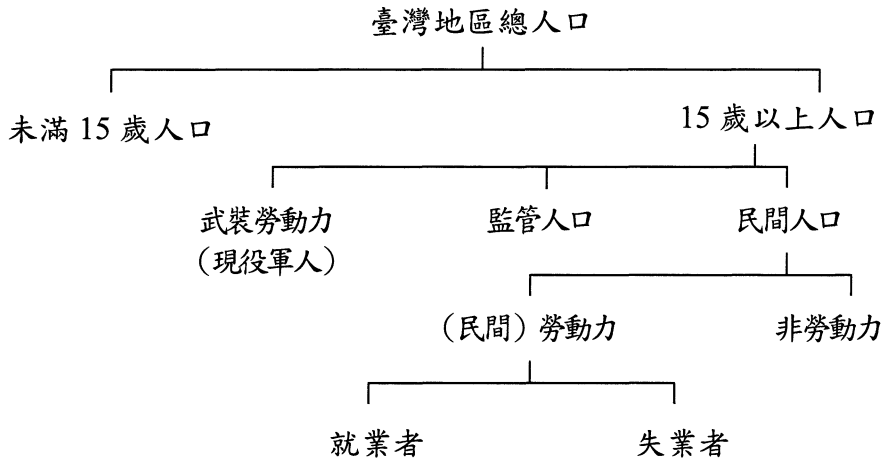 臺灣地區總人口
未滿 15 歲人口
15 歲以上人口
武裝勞動力
（現役軍人）
監管人口
民間人口
（民間）勞動力
非勞動力
就業者
失業者